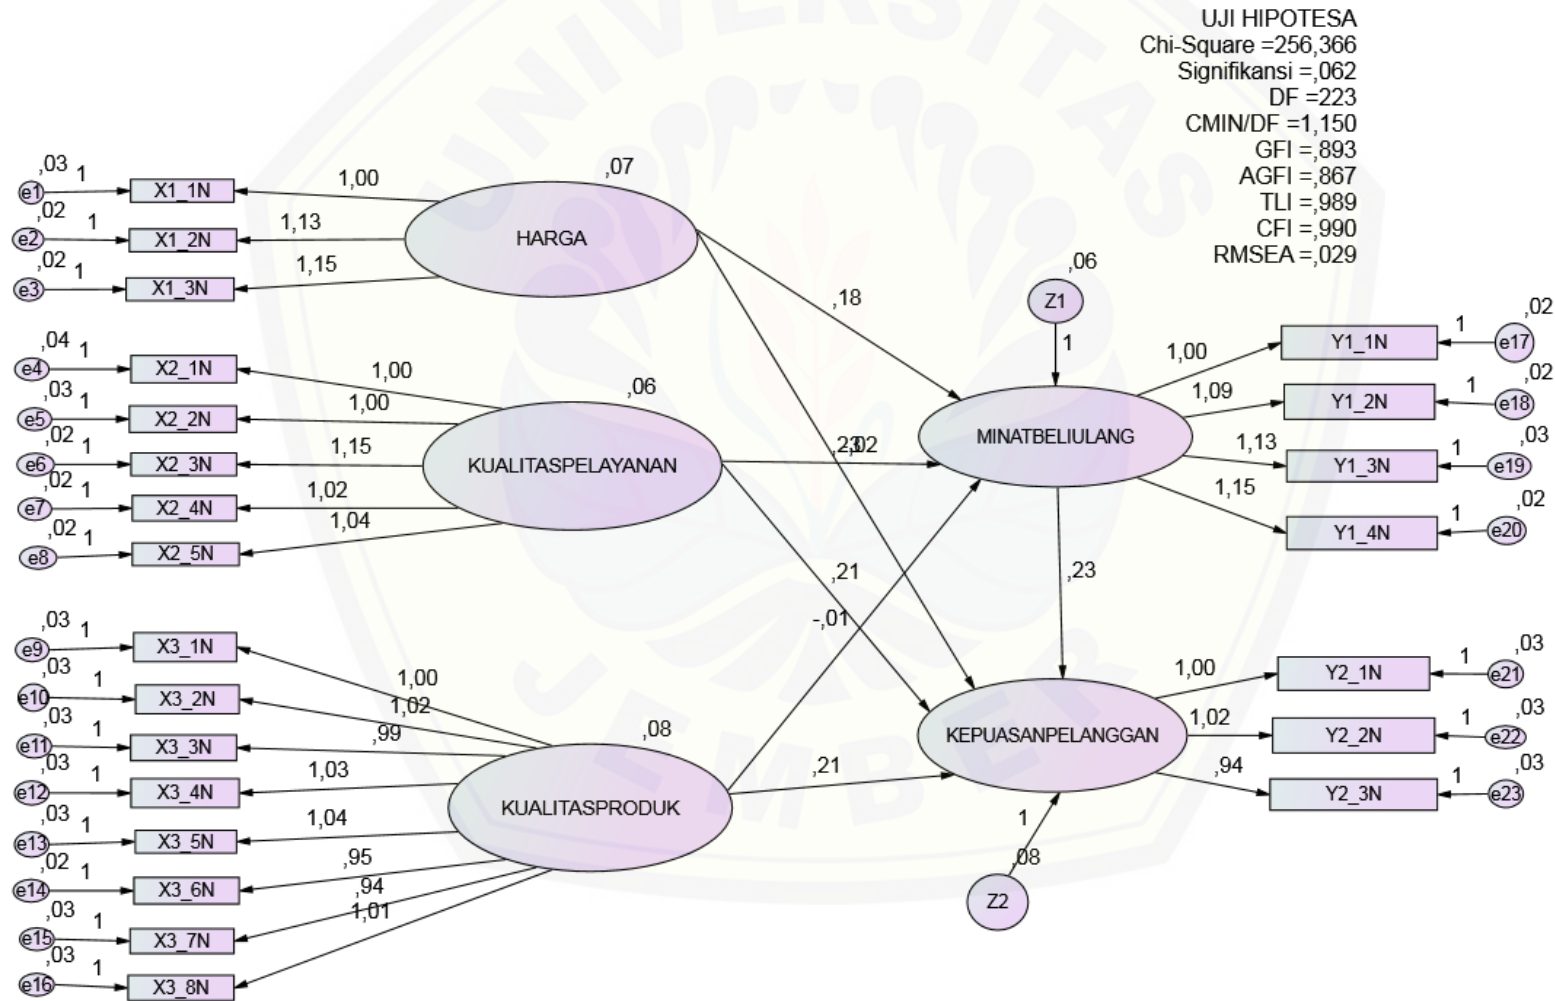 UNIVERSITAS
JEMBER
UJI HIPOTESA
Chi-Square =256,366
Signifikansi =,062
DF =223
CMIN/DF =1,150
GFI =,893
AGFI =,867
TLI =,989
CFI =,990
RMSEA =,029
,03
e1
1
X1_1N
1,00
,02
e2
1
X1_2N
1,13
,02
e3
1
X1_3N
1,15
,07
HARGA
,04
e4
1
X2_1N
1,00
,03
e5
1
X2_2N
1,00
,02
e6
1
X2_3N
1,15
,02
e7
1
X2_4N
1,02
,02
e8
1
X2_5N
1,04
,06
KUALITASPELAYANAN
,03
e9
1
X3_1N
1,00
,03
e10
1
X3_2N
1,02
,03
e11
1
X3_3N
,99
,03
e12
1
X3_4N
1,03
,03
e13
1
X3_5N
1,04
,02
e14
1
X3_6N
,95
,03
e15
1
X3_7N
,94
,03
e16
1
X3_8N
1,01
,08
KUALITASPRODUK
,18
,23
,02
,21
-,01
,21
,23
,06
Z1
1
MINATBELIULANG
1,00
Y1_1N
1
e17
,02
1,09
Y1_2N
1
e18
,02
1,13
Y1_3N
1
e19
,03
1,15
Y1_4N
1
e20
,02
KEPUASANPELANGGAN
1,00
Y2_1N
1
e21
,03
1,02
Y2_2N
1
e22
,03
,94
Y2_3N
1
e23
,03
1
,08
Z2